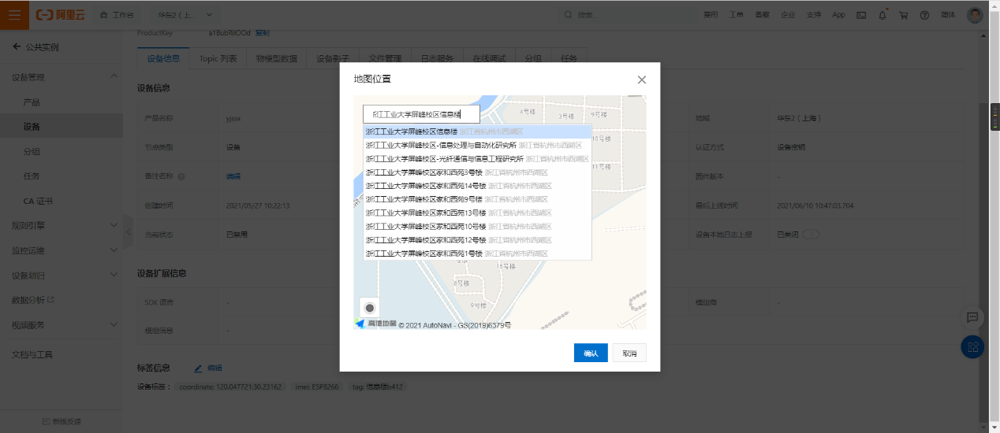 阿里云 工作台 华东2（上... 搜索... 费用 工单 备案 企业 支持 App 简体
ProductKey a1BubRilOOd 复制
公共实例
设备信息 Topic 列表 物模型数据 设备影子 文件管理 日志服务 在线调试 分组 任务
设备管理
产品
设备
分组
任务
CA 证书
规则引擎
监控运维
设备划归
数据分析
视频服务
文档与工具
新版反馈
设备信息
产品名称 yjsix 地域 华东2（上海）
节点类型 设备 认证方式 设备密钥
备注名称 编辑 固件版本 -
创建时间 2021/05/27 10:22:13 最后上线时间 2021/06/10 10:47:03.704
当前状态 已禁用 设备本地日志上报 已关闭
设备扩展信息
SDK 语言 - 模组商 -
模组信息 -
标签信息 编辑
设备标签： coordinate: 120.047721:30.23162 imei: ESP8266 tag: 信息楼b412
地图位置
江工业大学屏峰校区信息楼
浙江工业大学屏峰校区信息楼 浙江省杭州市西湖区
浙江工业大学屏峰校区-信息处理与自动化研究所 浙江省杭州市西湖区
浙江工业大学屏峰校区-光纤通信与信息工程研究所 浙江省杭州市西湖区
浙江工业大学屏峰校区家和西苑3号楼 浙江省杭州市西湖区
浙江工业大学屏峰校区家和西苑14号楼 浙江省杭州市西湖区
浙江工业大学屏峰校区家和西苑9号楼 浙江省杭州市西湖区
浙江工业大学屏峰校区家和西苑13号楼 浙江省杭州市西湖区
浙江工业大学屏峰校区家和西苑10号楼 浙江省杭州市西湖区
浙江工业大学屏峰校区家和西苑12号楼 浙江省杭州市西湖区
浙江工业大学屏峰校区家和西苑1号楼 浙江省杭州市西湖区
4号楼
3号楼
9号楼
10号楼
11号楼
15号楼
8号楼
9号楼
高德地图 © 2021 AutoNavi - GS(2019)6379号
确认 取消